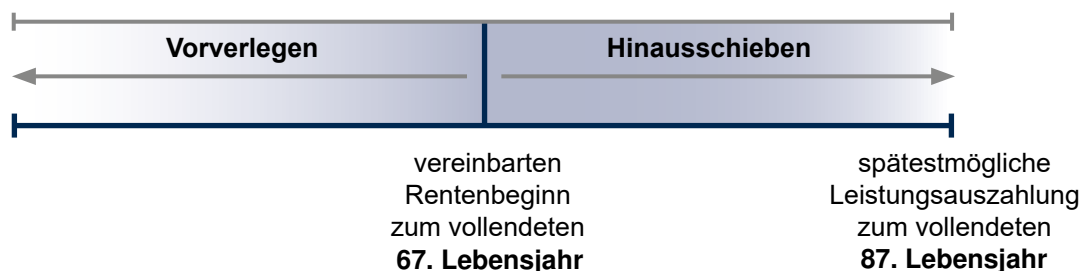 Vorverlegen
Hinausschieben
vereinbarten
Rentenbeginn
zum vollendeten
67. Lebensjahr
spätestmögliche
Leistungsauszahlung
zum vollendeten
87. Lebensjahr